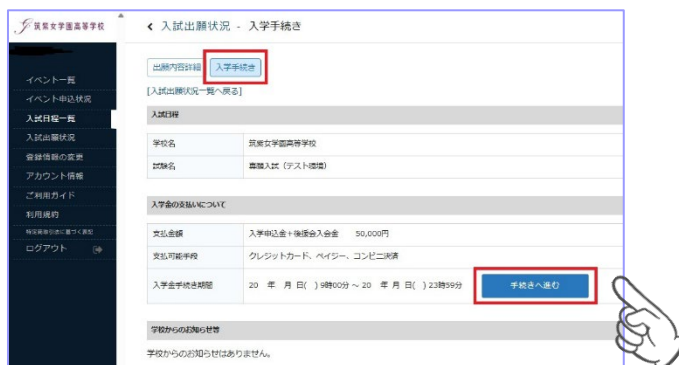 筑紫女学園高等学校
イベント一覧
イベント申込状況
入試日程一覧
入試出願状況
登録情報の変更
アカウント情報
ご利用ガイド
利用規約
特定商取引法に基づく表記
ログアウト
入試出願状況 - 入学手続き
出願内容詳細 入学手続き
[入試出願状況一覧へ戻る]
入試日程
学校名 筑紫女学園高等学校
試験名 専願入試（テスト環境）
入学金の支払いについて
支払金額 入学申込金＋後援会入会金 50,000円
支払可能手段 クレジットカード、ペイジー、コンビニ決済
入学金手続き期間 20 年 月 日( ) 9時00分 ～ 20 年 月 日( ) 23時59分 手続きへ進む
学校からのお知らせ等
学校からのお知らせはありません。